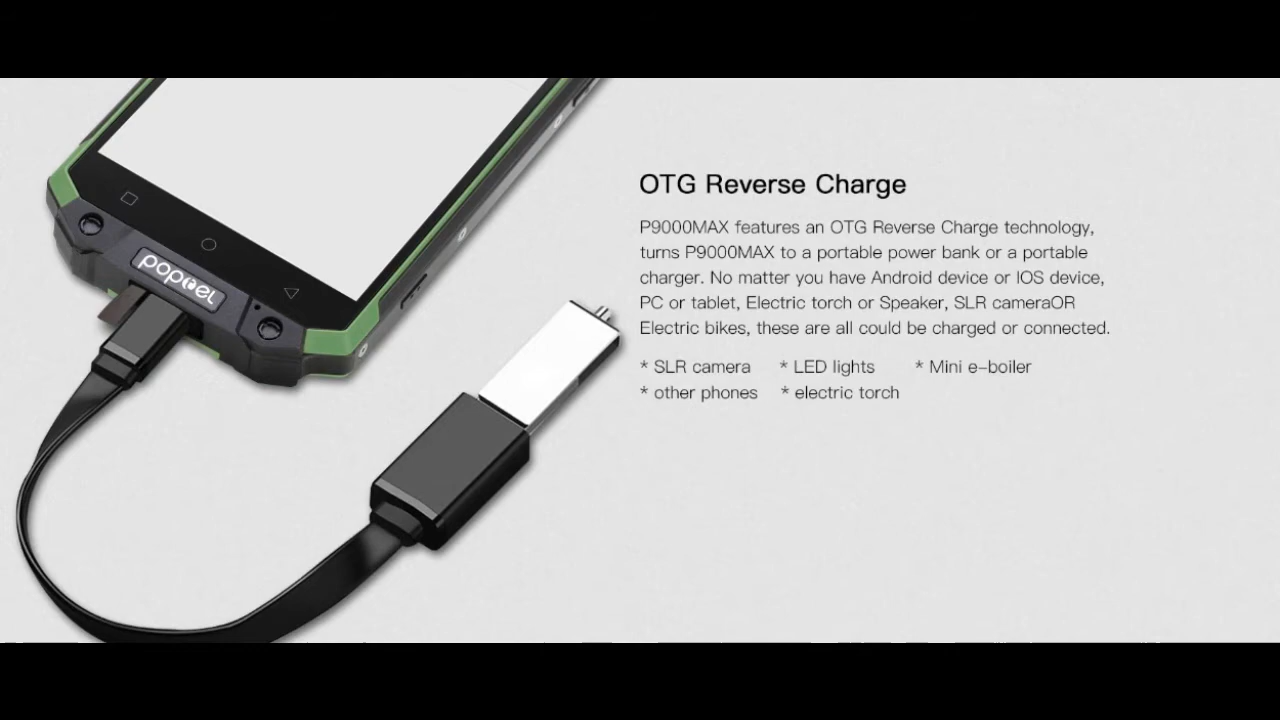 OTG Reverse Charge
P9000MAX features an OTG Reverse Charge technology,
turns P9000MAX to a portable power bank or a portable
charger. No matter you have Android device or IOS device,
PC or tablet, Electric torch or Speaker, SLR cameraOR
Electric bikes, these are all could be charged or connected.
* SLR camera * LED lights * Mini e-boiler
* other phones * electric torch
poptel